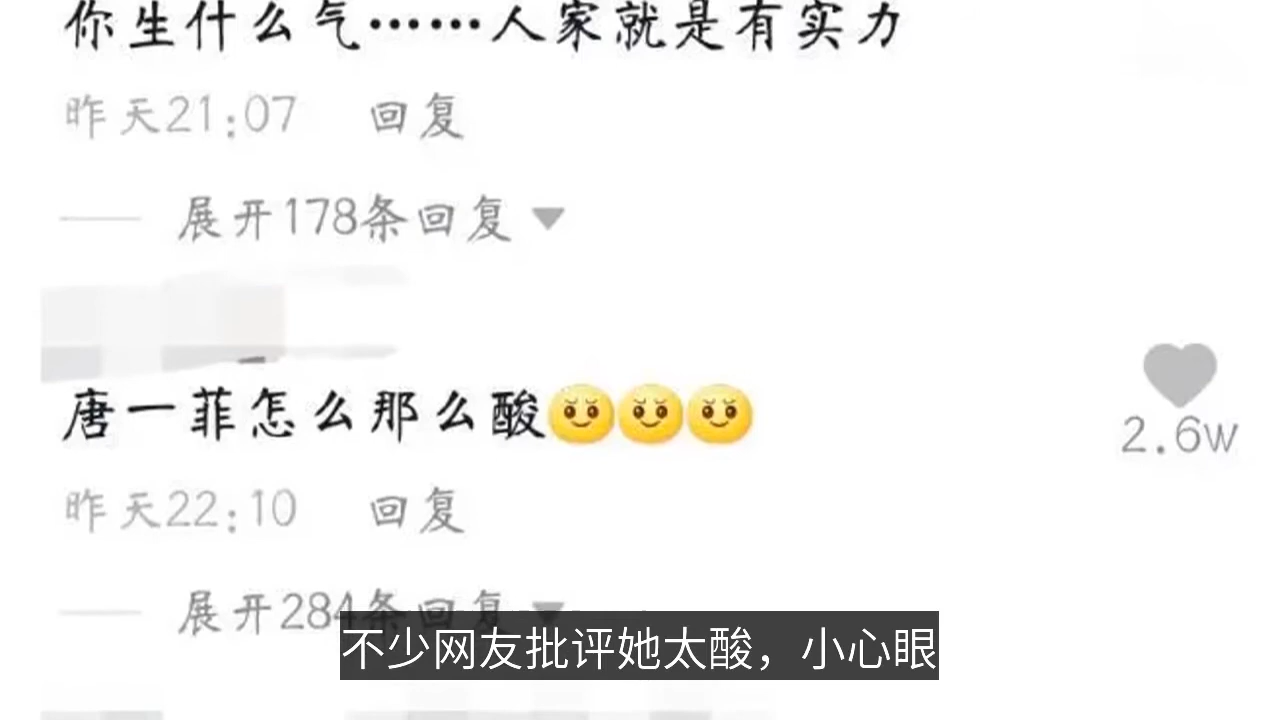 你生什么气……人家就是有实力
昨天21:07 回复
展开178条回复
唐一菲怎么那么酸
2.6w
昨天22:10 回复
展开284条回复
不少网友批评她太酸，小心眼